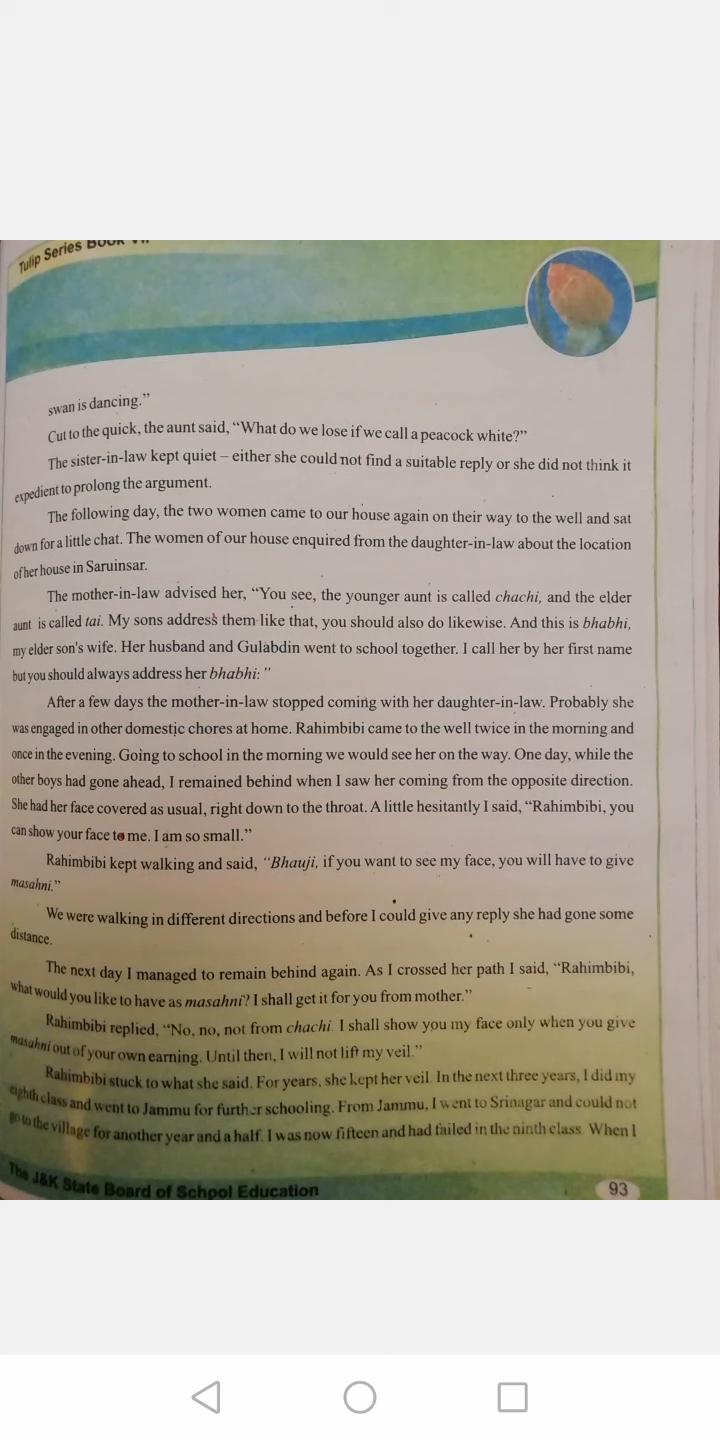 Tulip Series Book
swan is dancing.”
Cut to the quick, the aunt said, “What do we lose if we call a peacock white?”
The sister-in-law kept quiet – either she could not find a suitable reply or she did not think it
expedient to prolong the argument.
The following day, the two women came to our house again on their way to the well and sat
down for a little chat. The women of our house enquired from the daughter-in-law about the location
of her house in Saruinsar.
The mother-in-law advised her, “You see, the younger aunt is called chachi, and the elder
aunt is called tai. My sons address them like that, you should also do likewise. And this is bhabhi,
my elder son's wife. Her husband and Gulabdin went to school together. I call her by her first name
but you should always address her bhabhi: ”
After a few days the mother-in-law stopped coming with her daughter-in-law. Probably she
was engaged in other domestic chores at home. Rahimbibi came to the well twice in the morning and
once in the evening. Going to school in the morning we would see her on the way. One day, while the
other boys had gone ahead, I remained behind when I saw her coming from the opposite direction.
She had her face covered as usual, right down to the throat. A little hesitantly I said, “Rahimbibi, you
can show your face to me. I am so small.”
Rahimbibi kept walking and said, “Bhauji, if you want to see my face, you will have to give
masahni.”
We were walking in different directions and before I could give any reply she had gone some
distance.
The next day I managed to remain behind again. As I crossed her path I said, “Rahimbibi,
what would you like to have as masahni? I shall get it for you from mother.”
Rahimbibi replied, “No, no, not from chachi. I shall show you my face only when you give
masahni out of your own earning. Until then, I will not lift my veil.”
Rahimbibi stuck to what she said. For years, she kept her veil. In the next three years, I did my
eighth class and went to Jammu for further schooling. From Jammu, I went to Srinagar and could not
go to the village for another year and a half. I was now fifteen and had failed in the ninth class. When I
The J&K State Board of School Education
93